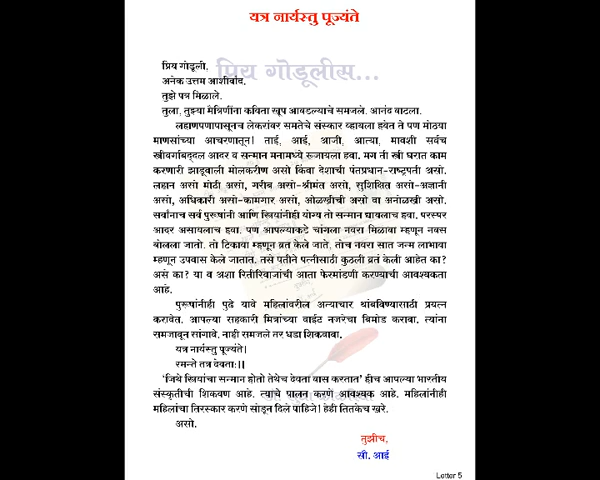 यत्र नार्यस्तु पूज्यंते
प्रिय गोडूलीस...
प्रिय गोडूली,
अनेक उत्तम आशीर्वाद.
तुझे पत्र मिळाले.
तुला, तुझ्या मैत्रिणींना कविता खूप आवडल्याचे समजले. आनंद वाटला.
लहाणपणापासूनच लेकरांवर समतेचे संस्कार व्हायला हवेत ते पण मोठया
माणसांच्या आचरणातून! ताई, आई, आजी, आत्या, मावशी सर्वच
स्त्रीवर्गाबद्दल आदर व सन्मान मनामध्ये रूजायला हवा. मग ती स्त्री घरात काम
करणारी झाडूवाली मोलकरीण असो किंवा देशाची पंतप्रधान-राष्ट्रपती असो.
लहान असो मोठी असो, गरीब असो-श्रीमंत असो, सुशिक्षित असो-अज्ञानी
असो, अधिकारी असो-कामगार असो, ओळखीची असो वा अनोळखी असो.
सर्वांनाच सर्व पुरूषांनी आणि स्त्रियांनीही योग्य तो सन्मान द्यायलाच हवा. परस्पर
आदर असायलाच हवा. पण आपल्याकडे चांगला नवरा मिळावा म्हणून नवस
बोलला जातो. तो टिकावा म्हणून व्रत केले जाते. तोच नवरा सात जन्म लाभावा
म्हणून उपवास केले जातात. तसे पतीने पत्नीसाठी कुठली व्रतं केली आहेत का?
असे का? या व अशा रितीरिवाजांची आता फेरमांडणी करण्याची आवश्यकता
आहे.
पुरूषांनीही पुढे यावे महिलांवरील अत्याचार थांबविण्यासाठी प्रयत्न
करावेत. आपल्या सहकारी मित्रांच्या वाईट नजरेचा बिमोड करावा. त्यांना
समजावून सांगावे. नाही समजले तर धडा शिकवावा.
यत्र नार्यस्तु पूज्यंते।
रमन्ते तत्र देवताः।।
'जिथे स्त्रियांचा सन्मान होतो तेथेच देवता वास करतात' हीच आपल्या भारतीय
संस्कृतीची शिकवण आहे. त्याचे पालन करणे आवश्यक आहे. महिलांनीही
महिलांचा तिरस्कार करणे सोडून दिले पाहिजे! हेही तितकेच खरे.
असो.
तुझीच,
सौ. आई
Letter 5